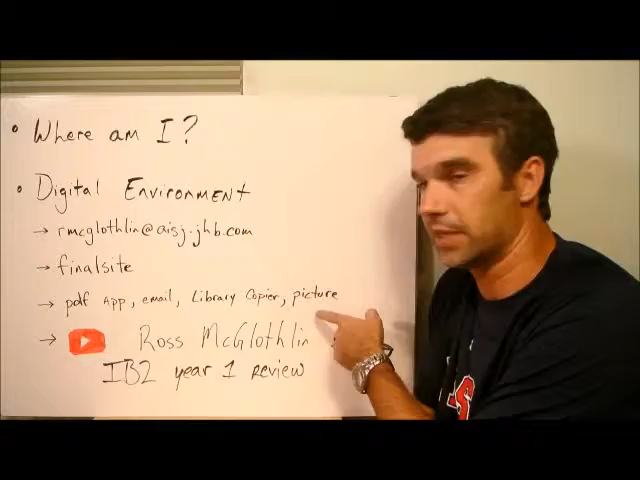 • Where am I?
• Digital Environment
→ rmcglothlin@aisj.jhb.com
→ finalsite
→ pdf App, email, Library Copier, picture
→ Ross McGlothlin
IB2 year 1 review